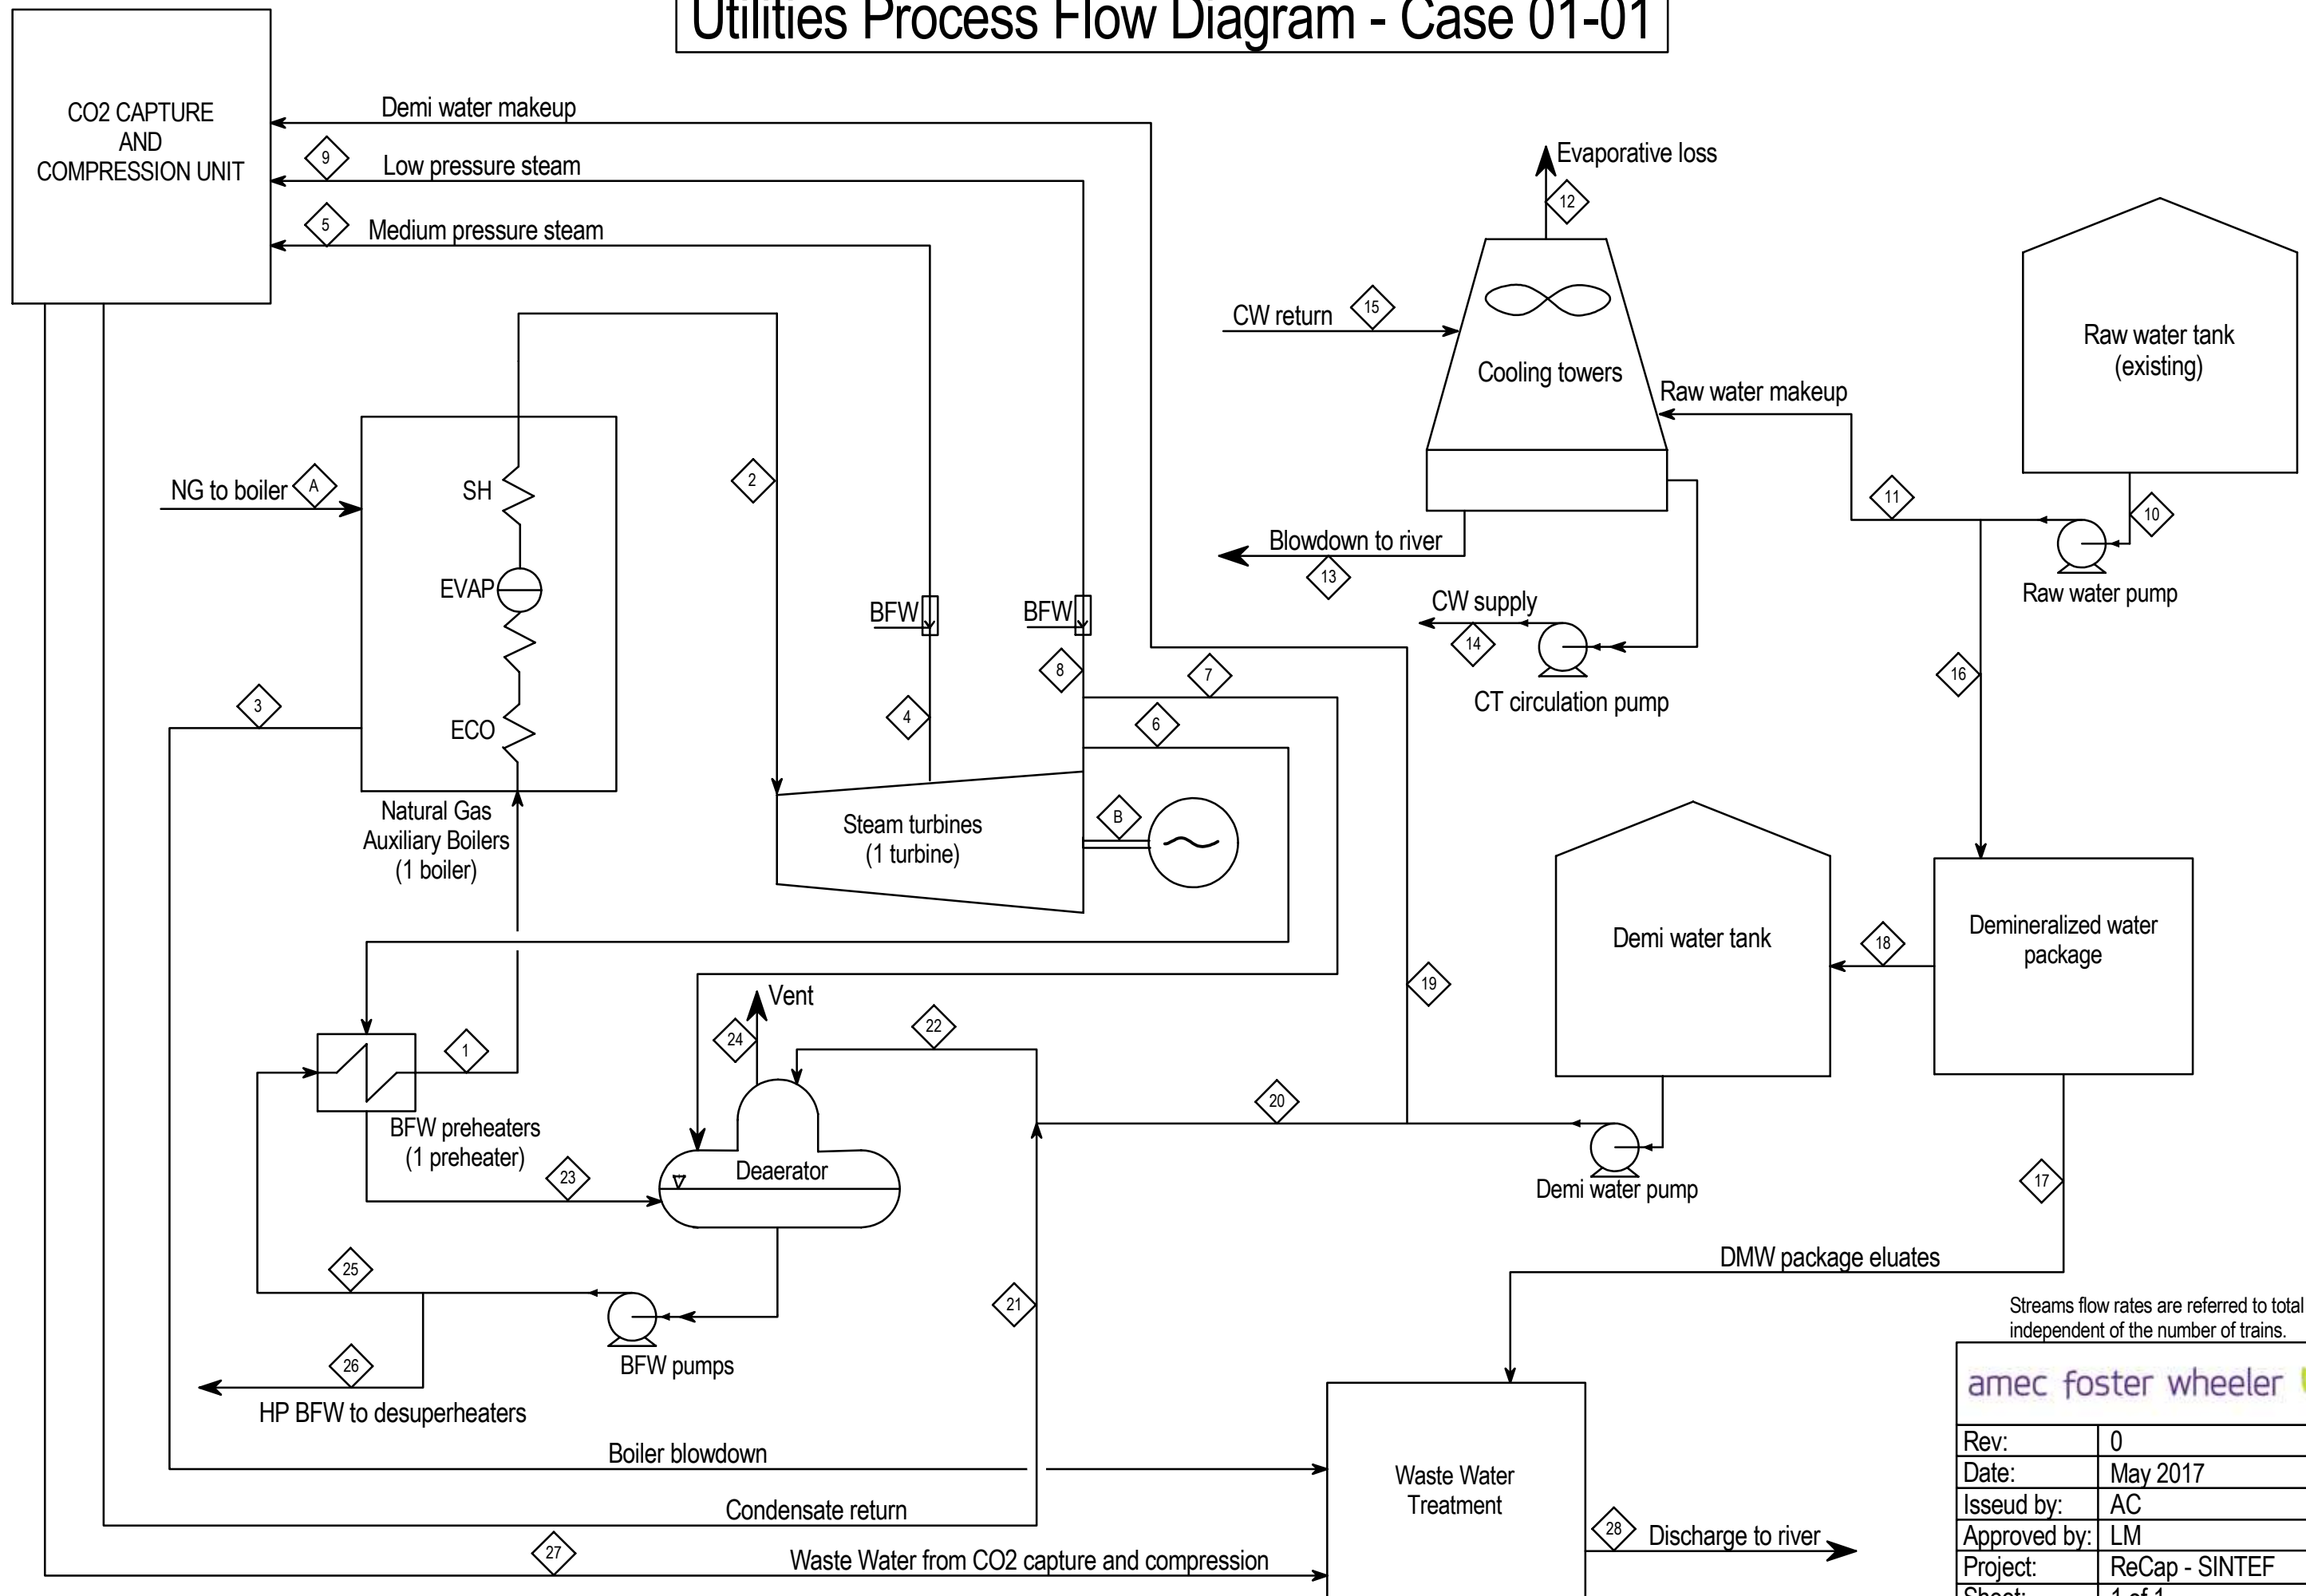 Utilities Process Flow Diagram - Case 01-01
CO2 CAPTURE
AND
COMPRESSION UNIT
Demi water makeup
9
Low pressure steam
5
Medium pressure steam
Evaporative loss
12
CW return
15
Cooling towers
Raw water tank
(existing)
Raw water makeup
NG to boiler
A
SH
EVAP
ECO
2
11
10
Raw water pump
Blowdown to river
13
CW supply
14
CT circulation pump
BFW
BFW
3
8
7
4
6
16
Natural Gas
Auxiliary Boilers
(1 boiler)
Steam turbines
(1 turbine)
B
Demi water tank
18
Demineralized water
package
19
Vent
24
22
1
BFW preheaters
(1 preheater)
20
23
Deaerator
Demi water pump
17
25
21
DMW package eluates
26
BFW pumps
HP BFW to desuperheaters
Streams flow rates are referred to total
independent of the number of trains.
amec foster wheeler
Rev: 0
Date: May 2017
Isseud by: AC
Approved by: LM
Project: ReCap - SINTEF
Sheet: 1 of 1
Boiler blowdown
Waste Water
Treatment
Condensate return
28
Discharge to river
27
Waste Water from CO2 capture and compression